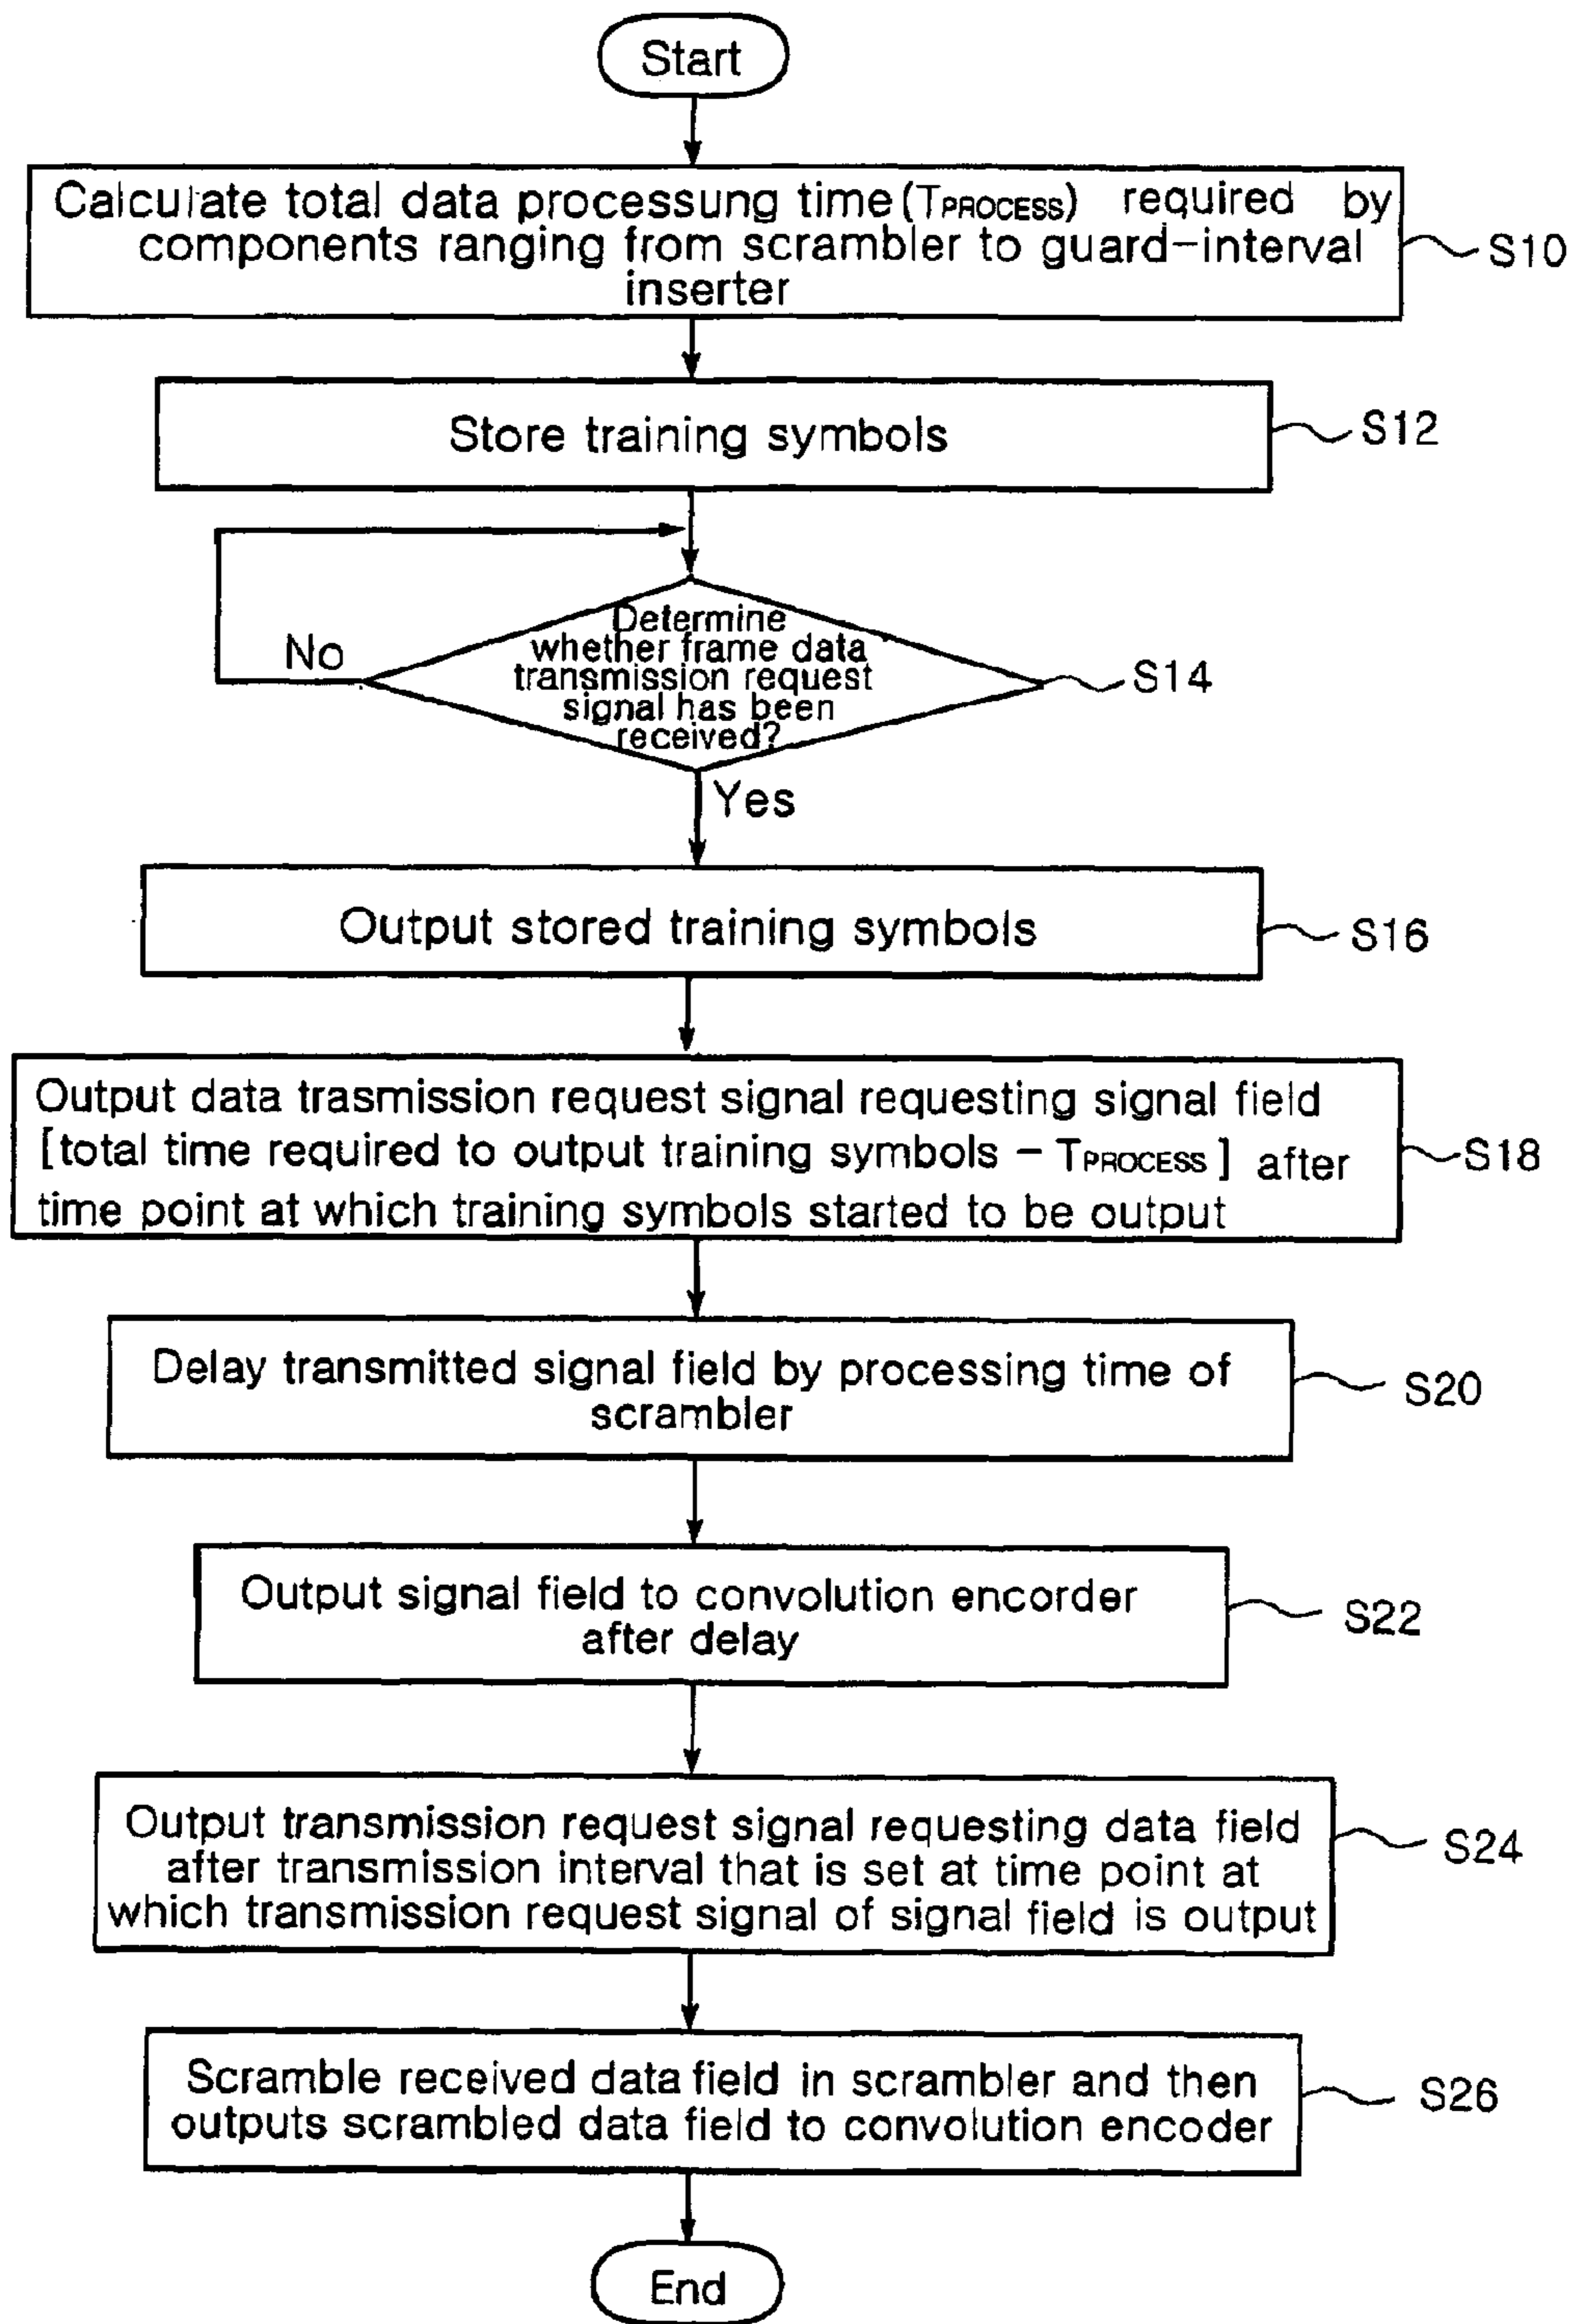 Start
Calculate total data processung time (TPROCESS) required by
components ranging from scrambler to guard-interval
inserter
S10
Store training symbols
S12
Determine
whether frame data
transmission request
signal has been
received?
No
S14
Yes
Output stored training symbols
S16
Output data trasmission request signal requesting signal field
[total time required to output training symbols - TPROCESS] after
time point at which training symbols started to be output
S18
Delay transmitted signal field by processing time of
scrambler
S20
Output signal field to convolution encorder
after delay
S22
Output transmission request signal requesting data field
after transmission interval that is set at time point at
which transmission request signal of signal field is output
S24
Scramble received data field in scrambler and then
outputs scrambled data field to convolution encoder
S26
End